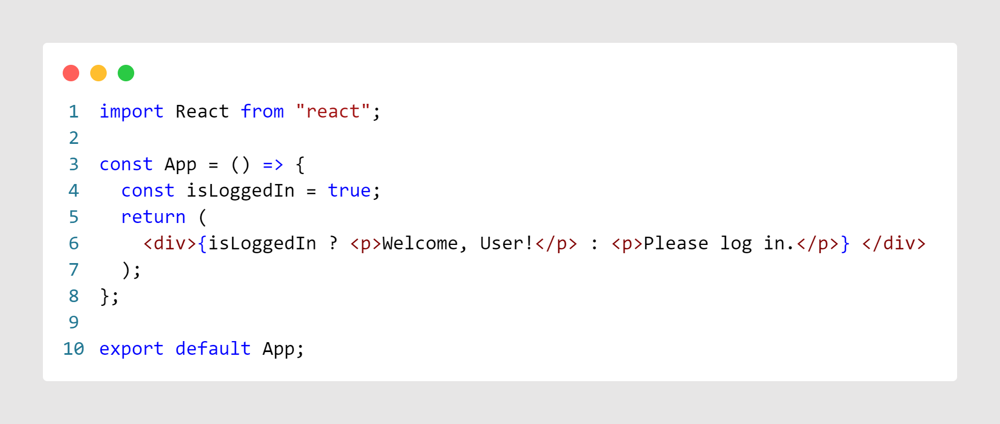 1 import React from "react";
2
3 const App = () => {
4   const isLoggedIn = true;
5   return (
6     <div>{isLoggedIn ? <p>Welcome, User!</p> : <p>Please log in.</p>} </div>
7   );
8 };
9
10 export default App;